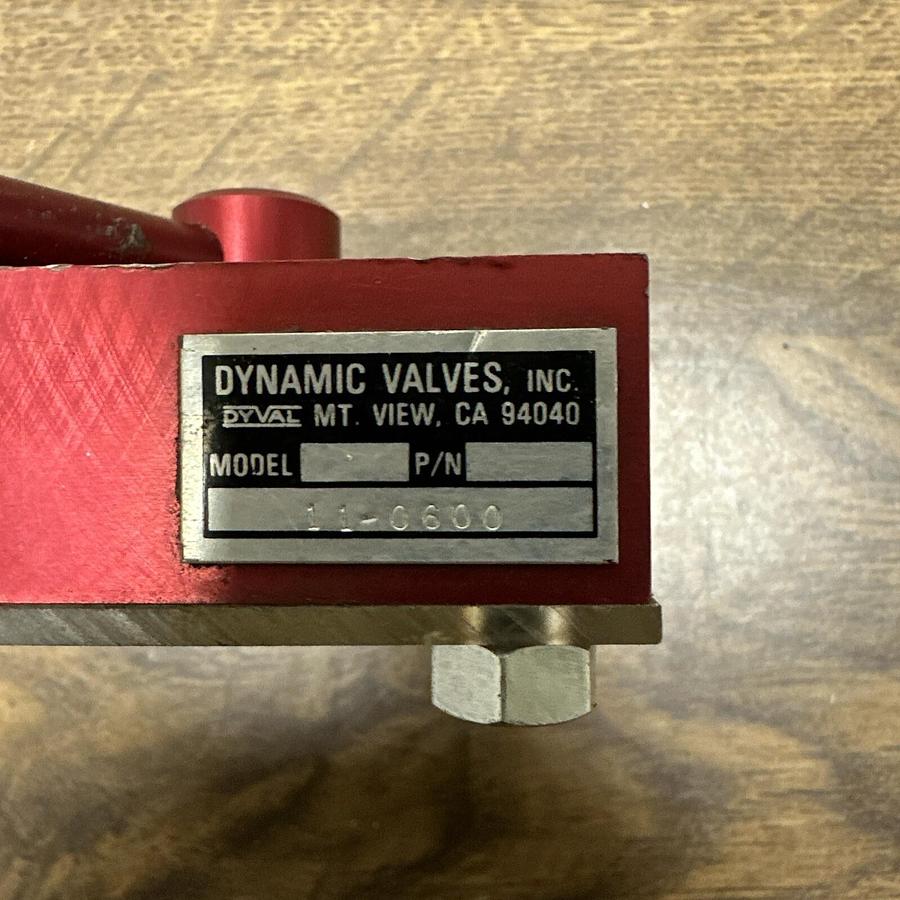 DYNAMIC VALVES, INC.
DYVAL MT. VIEW, CA 94040
MODEL P/N
11-0600